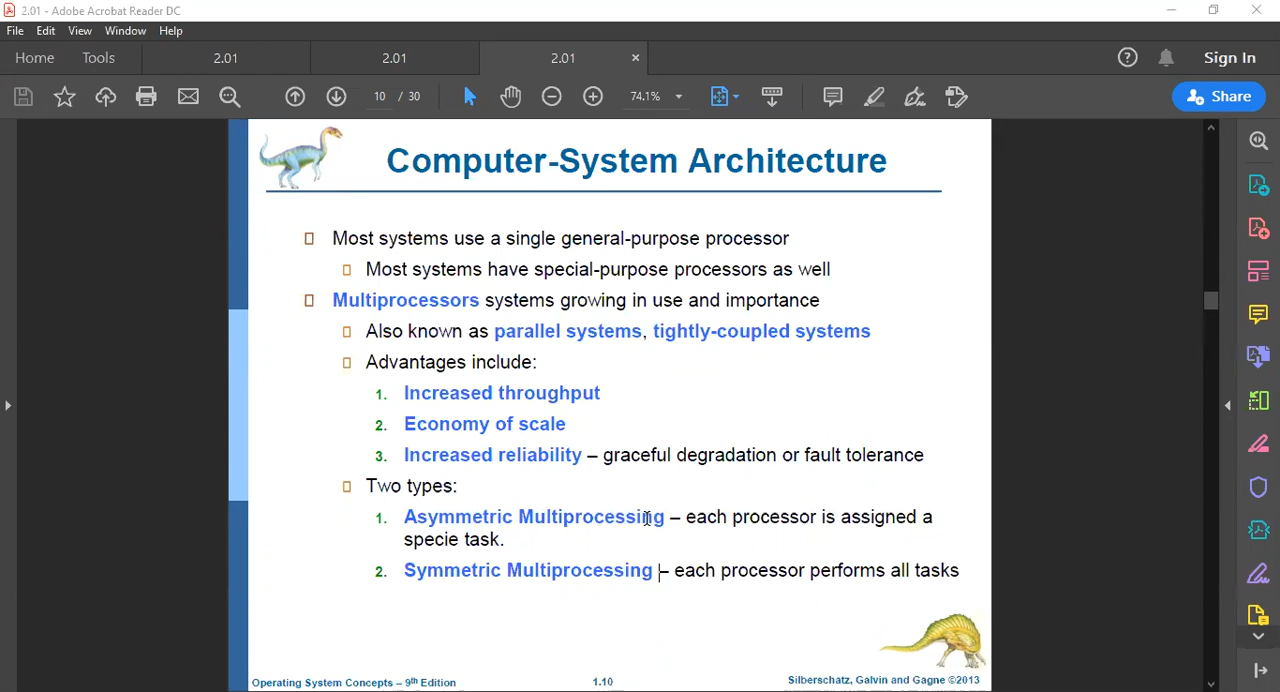 2.01 - Adobe Acrobat Reader DC
File Edit View Window Help
Home Tools 2.01 2.01 2.01 Sign In
10 / 30 74.1% Share
Computer-System Architecture
Most systems use a single general-purpose processor
Most systems have special-purpose processors as well
Multiprocessors systems growing in use and importance
Also known as parallel systems, tightly-coupled systems
Advantages include:
1. Increased throughput
2. Economy of scale
3. Increased reliability – graceful degradation or fault tolerance
Two types:
1. Asymmetric Multiprocessing – each processor is assigned a
specie task.
2. Symmetric Multiprocessing – each processor performs all tasks
Operating System Concepts – 9th Edition 1.10 Silberschatz, Galvin and Gagne ©2013